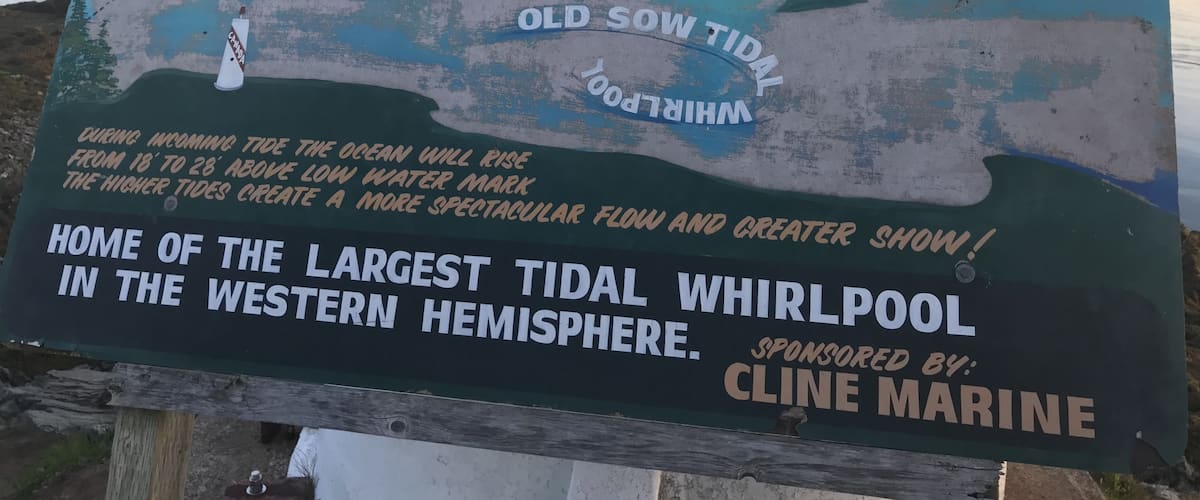 OLD SOW TIDAL
WHIRLPOOL
DURING INCOMING TIDE THE OCEAN WILL RISE
FROM 18' TO 28' ABOVE LOW WATER MARK
THE HIGHER TIDES CREATE A MORE SPECTACULAR FLOW AND GREATER SHOW!
HOME OF THE LARGEST TIDAL WHIRLPOOL
IN THE WESTERN HEMISPHERE.
SPONSORED BY:
CLINE MARINE